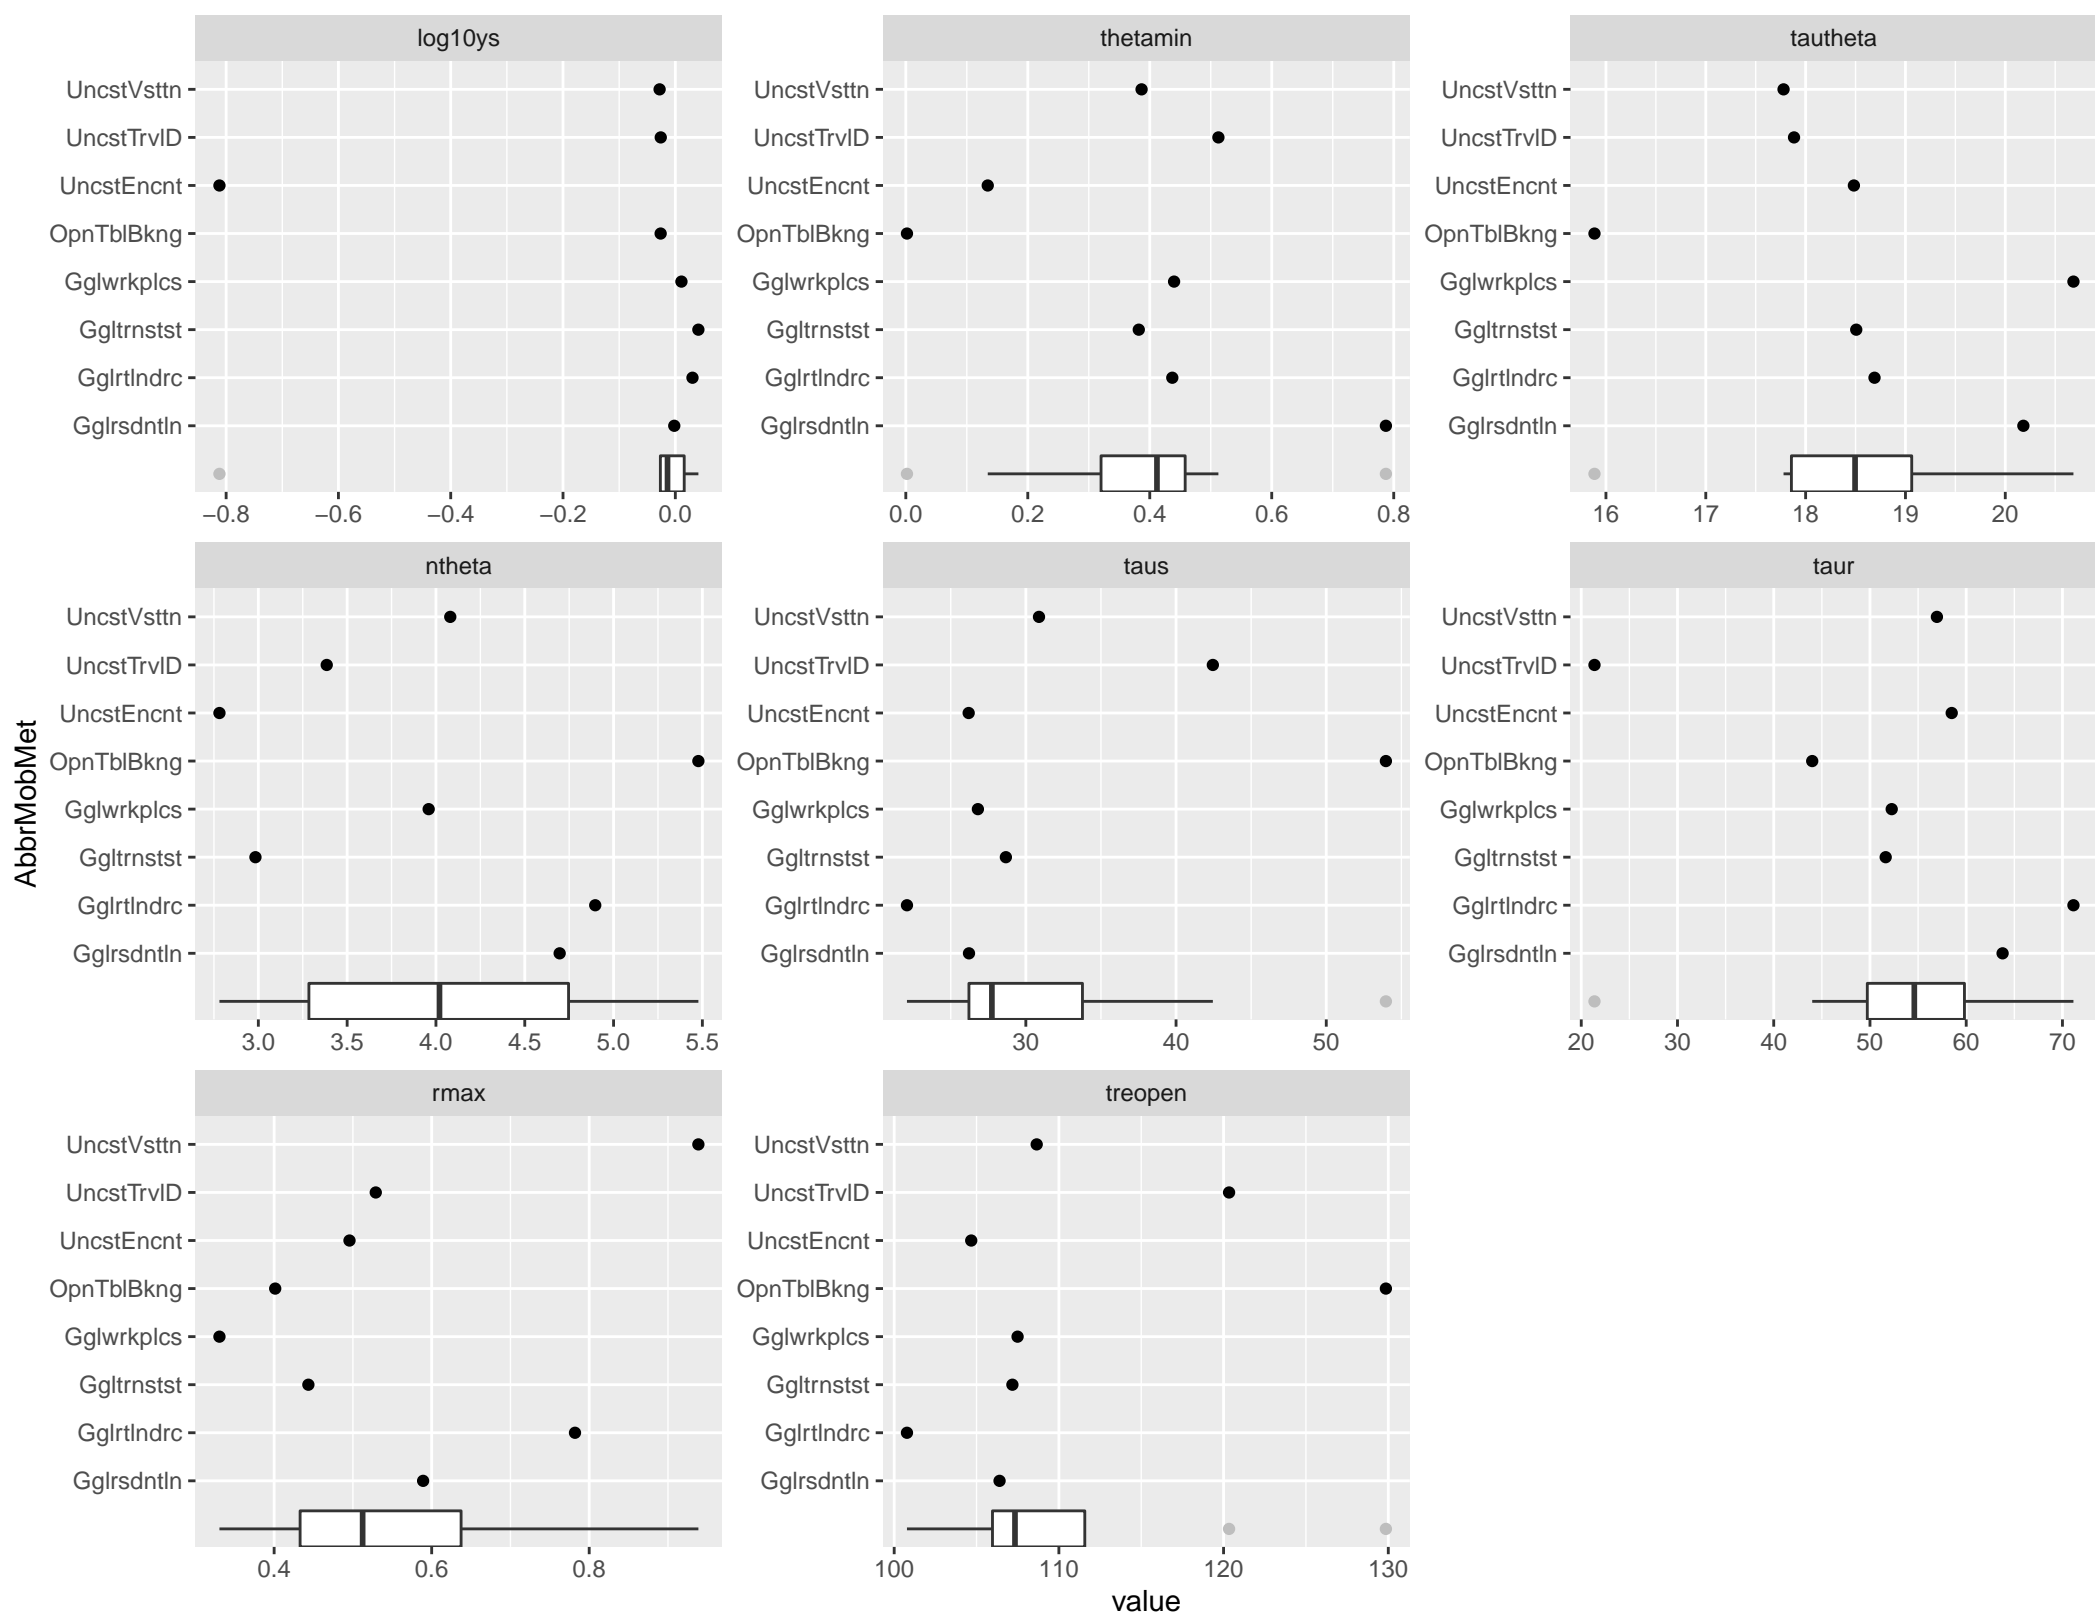 log10ys
thetamin
tautheta
UncstVsttn
UncstTrvlD
UncstEncnt
OpnTblBkng
Gglwrkplcs
Ggltrnstst
Gglrtlndrc
Gglrsdntln
−0.8 −0.6 −0.4 −0.2 0.0
UncstVsttn
UncstTrvlD
UncstEncnt
OpnTblBkng
Gglwrkplcs
Ggltrnstst
Gglrtlndrc
Gglrsdntln
0.0 0.2 0.4 0.6 0.8
UncstVsttn
UncstTrvlD
UncstEncnt
OpnTblBkng
Gglwrkplcs
Ggltrnstst
Gglrtlndrc
Gglrsdntln
16 17 18 19 20
ntheta
taus
taur
AbbrMobMet
UncstVsttn
UncstTrvlD
UncstEncnt
OpnTblBkng
Gglwrkplcs
Ggltrnstst
Gglrtlndrc
Gglrsdntln
3.0 3.5 4.0 4.5 5.0 5.5
UncstVsttn
UncstTrvlD
UncstEncnt
OpnTblBkng
Gglwrkplcs
Ggltrnstst
Gglrtlndrc
Gglrsdntln
30 40 50
UncstVsttn
UncstTrvlD
UncstEncnt
OpnTblBkng
Gglwrkplcs
Ggltrnstst
Gglrtlndrc
Gglrsdntln
20 30 40 50 60 70
rmax
treopen
UncstVsttn
UncstTrvlD
UncstEncnt
OpnTblBkng
Gglwrkplcs
Ggltrnstst
Gglrtlndrc
Gglrsdntln
0.4 0.6 0.8
UncstVsttn
UncstTrvlD
UncstEncnt
OpnTblBkng
Gglwrkplcs
Ggltrnstst
Gglrtlndrc
Gglrsdntln
100 110 120 130
value